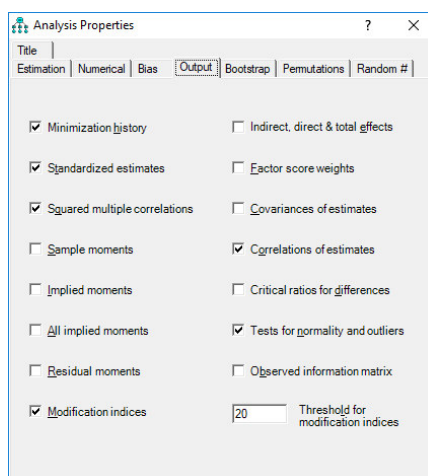 Analysis Properties ? ×
Title
Estimation Numerical Bias Output Bootstrap Permutations Random #
Minimization history
Indirect, direct & total effects
Standardized estimates
Factor score weights
Squared multiple correlations
Covariances of estimates
Sample moments
Correlations of estimates
Implied moments
Critical ratios for differences
All implied moments
Tests for normality and outliers
Residual moments
Observed information matrix
Modification indices
20
Threshold for
modification indices